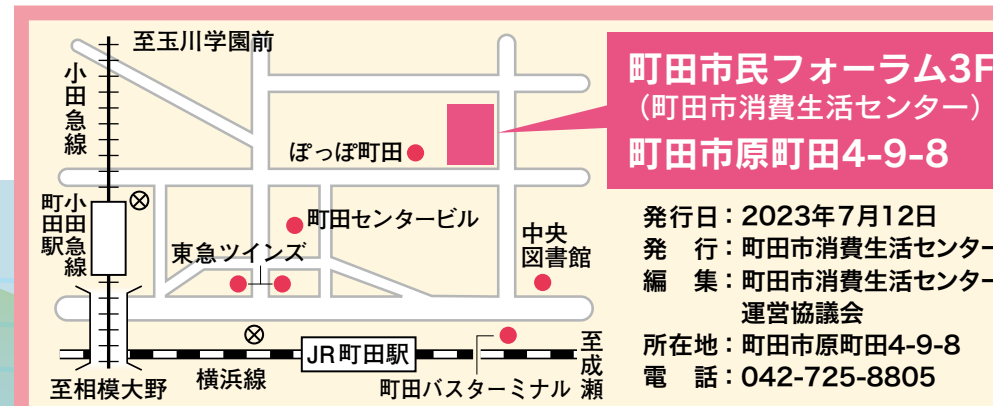 至玉川学園前
小田急線
ぽっぽ町田
小田急線
町田駅
町田センタービル
東急ツインズ
中央
図書館
JR町田駅
至成瀬
至相模大野
横浜線
町田バスターミナル
町田市民フォーラム3F
（町田市消費生活センター）
町田市原町田4-9-8
発行日：2023年7月12日
発　行：町田市消費生活センター
編　集：町田市消費生活センター
運営協議会
所在地：町田市原町田4-9-8
電　話：042-725-8805